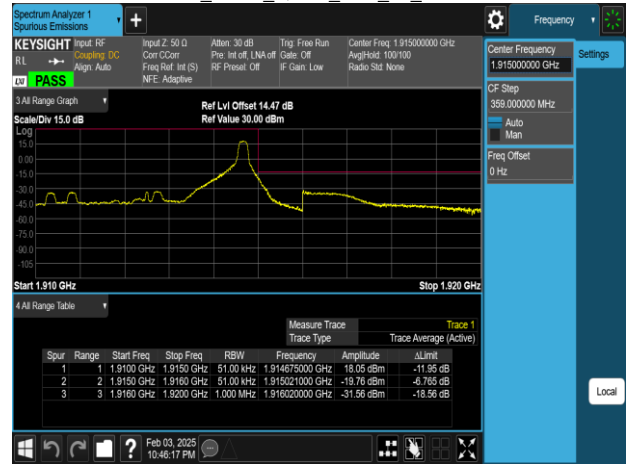 Spectrum Analyzer 1
Spurious Emissions
Frequency
KEYSIGHT
RL
LXI
PASS
Input: RF
Coupling: DC
Align: Auto
Input Z: 50 Ω
Corr CCorr
Freq Ref: Int (S)
NFE: Adaptive
Atten: 30 dB
Pre: Int off, LNA off
RF Preset: Off
Trig: Free Run
Gate: Off
IF Gain: Low
Center Freq: 1.915000000 GHz
Avg|Hold: 100/100
Radio Std: None
Center Frequency
1.915000000 GHz
Settings
CF Step
359.000000 MHz
Auto
Man
Freq Offset
0 Hz
Local
3 All Range Graph
Scale/Div 15.0 dB
Ref Lvl Offset 14.47 dB
Ref Value 30.00 dBm
Log
15.0
0.00
-15.0
-30.0
-45.0
-60.0
-75.0
-90.0
-105
Start 1.910 GHz
Stop 1.920 GHz
4 All Range Table
Measure Trace Trace 1
Trace Type Trace Average (Active)
Spur Range Start Freq Stop Freq RBW Frequency Amplitude ΔLimit
1 1 1.9100 GHz 1.9150 GHz 51.00 kHz 1.914675000 GHz 18.05 dBm -11.95 dB
2 2 1.9150 GHz 1.9160 GHz 51.00 kHz 1.915021000 GHz -19.76 dBm -6.765 dB
3 3 1.9160 GHz 1.9200 GHz 1.000 MHz 1.916020000 GHz -31.56 dBm -18.56 dB
Feb 03, 2025
10:46:17 PM